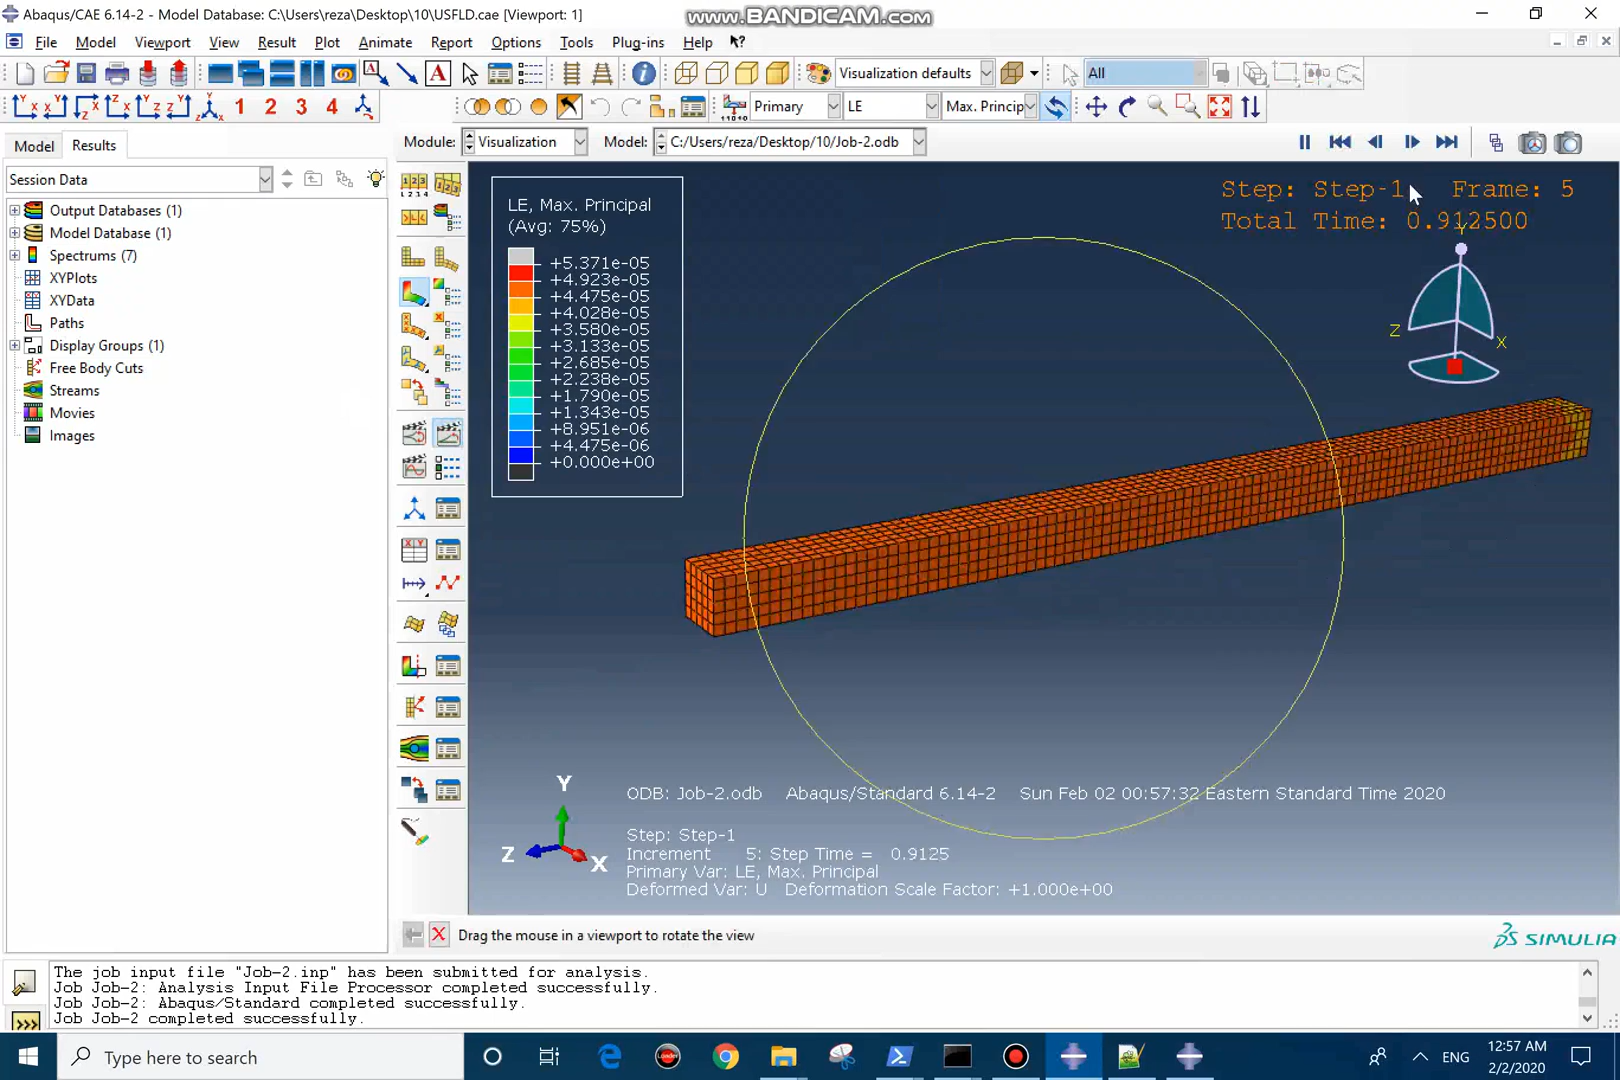 Abaqus/CAE 6.14-2 - Model Database: C:\Users\reza\Desktop\10\USFLD.cae [Viewport: 1]
www.BANDICAM.com
File Model Viewport View Result Plot Animate Report Options Tools Plug-ins Help
Visualization defaults All
1 2 3 4 Primary LE Max. Princip
Model Results Module: Visualization Model: C:/Users/reza/Desktop/10/Job-2.odb
Session Data
Output Databases (1)
Model Database (1)
Spectrums (7)
XYPlots
XYData
Paths
Display Groups (1)
Free Body Cuts
Streams
Movies
Images
LE, Max. Principal
(Avg: 75%)
+5.371e-05
+4.923e-05
+4.475e-05
+4.028e-05
+3.580e-05
+3.133e-05
+2.685e-05
+2.238e-05
+1.790e-05
+1.343e-05
+8.951e-06
+4.475e-06
+0.000e+00
Step: Step-1 Frame: 5
Total Time: 0.912500
Y
Z
X
Y
Z
X
ODB: Job-2.odb Abaqus/Standard 6.14-2 Sun Feb 02 00:57:32 Eastern Standard Time 2020
Step: Step-1
Increment 5: Step Time = 0.9125
Primary Var: LE, Max. Principal
Deformed Var: U Deformation Scale Factor: +1.000e+00
Drag the mouse in a viewport to rotate the view
SIMULIA
The job input file "Job-2.inp" has been submitted for analysis.
Job Job-2: Analysis Input File Processor completed successfully.
Job Job-2: Abaqus/Standard completed successfully.
Job Job-2 completed successfully.
>>>
Type here to search
ENG
12:57 AM
2/2/2020